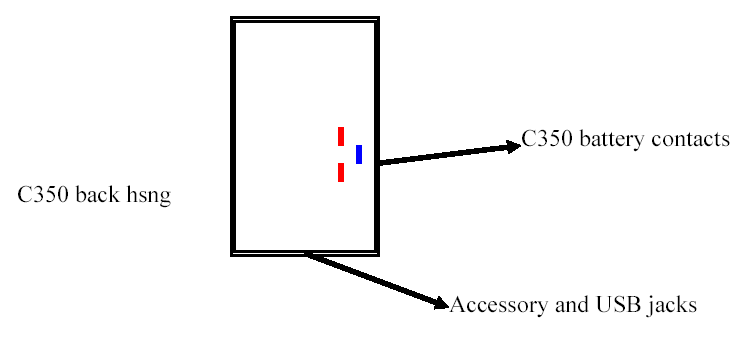 C350 battery contacts
C350 back hsng
Accessory and USB jacks